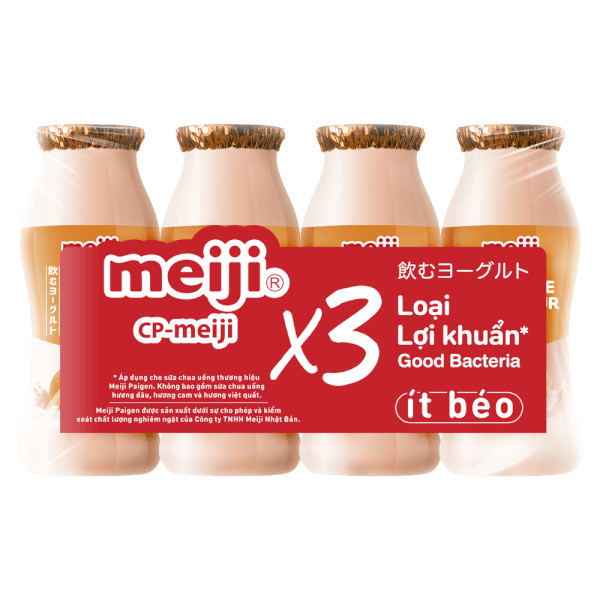 meiji
meiji
meiji®
CP-meiji
* Áp dụng cho sữa chua uống thương hiệu
Meiji Paigen. Không bao gồm sữa chua uống
hương dâu, hương cam và hương việt quất.
Meiji Paigen được sản xuất dưới sự cho phép và kiểm
soát chất lượng nghiêm ngặt của Công ty TNHH Meiji Nhật Bản.
x3
飲むヨーグルト
Loại
Lợi khuẩn*
Good Bacteria
ít béo
飲むヨーグルト